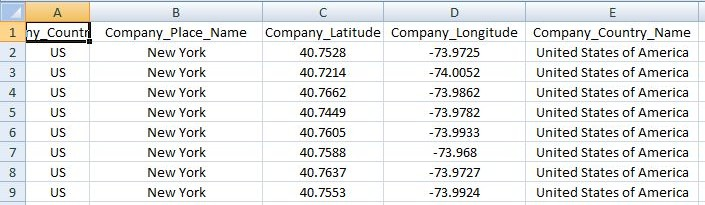 A B C D E
1 ny_Countr Company_Place_Name Company_Latitude Company_Longitude Company_Country_Name
2 US New York 40.7528 -73.9725 United States of America
3 US New York 40.7214 -74.0052 United States of America
4 US New York 40.7662 -73.9862 United States of America
5 US New York 40.7449 -73.9782 United States of America
6 US New York 40.7605 -73.9933 United States of America
7 US New York 40.7588 -73.968 United States of America
8 US New York 40.7637 -73.9727 United States of America
9 US New York 40.7553 -73.9924 United States of America